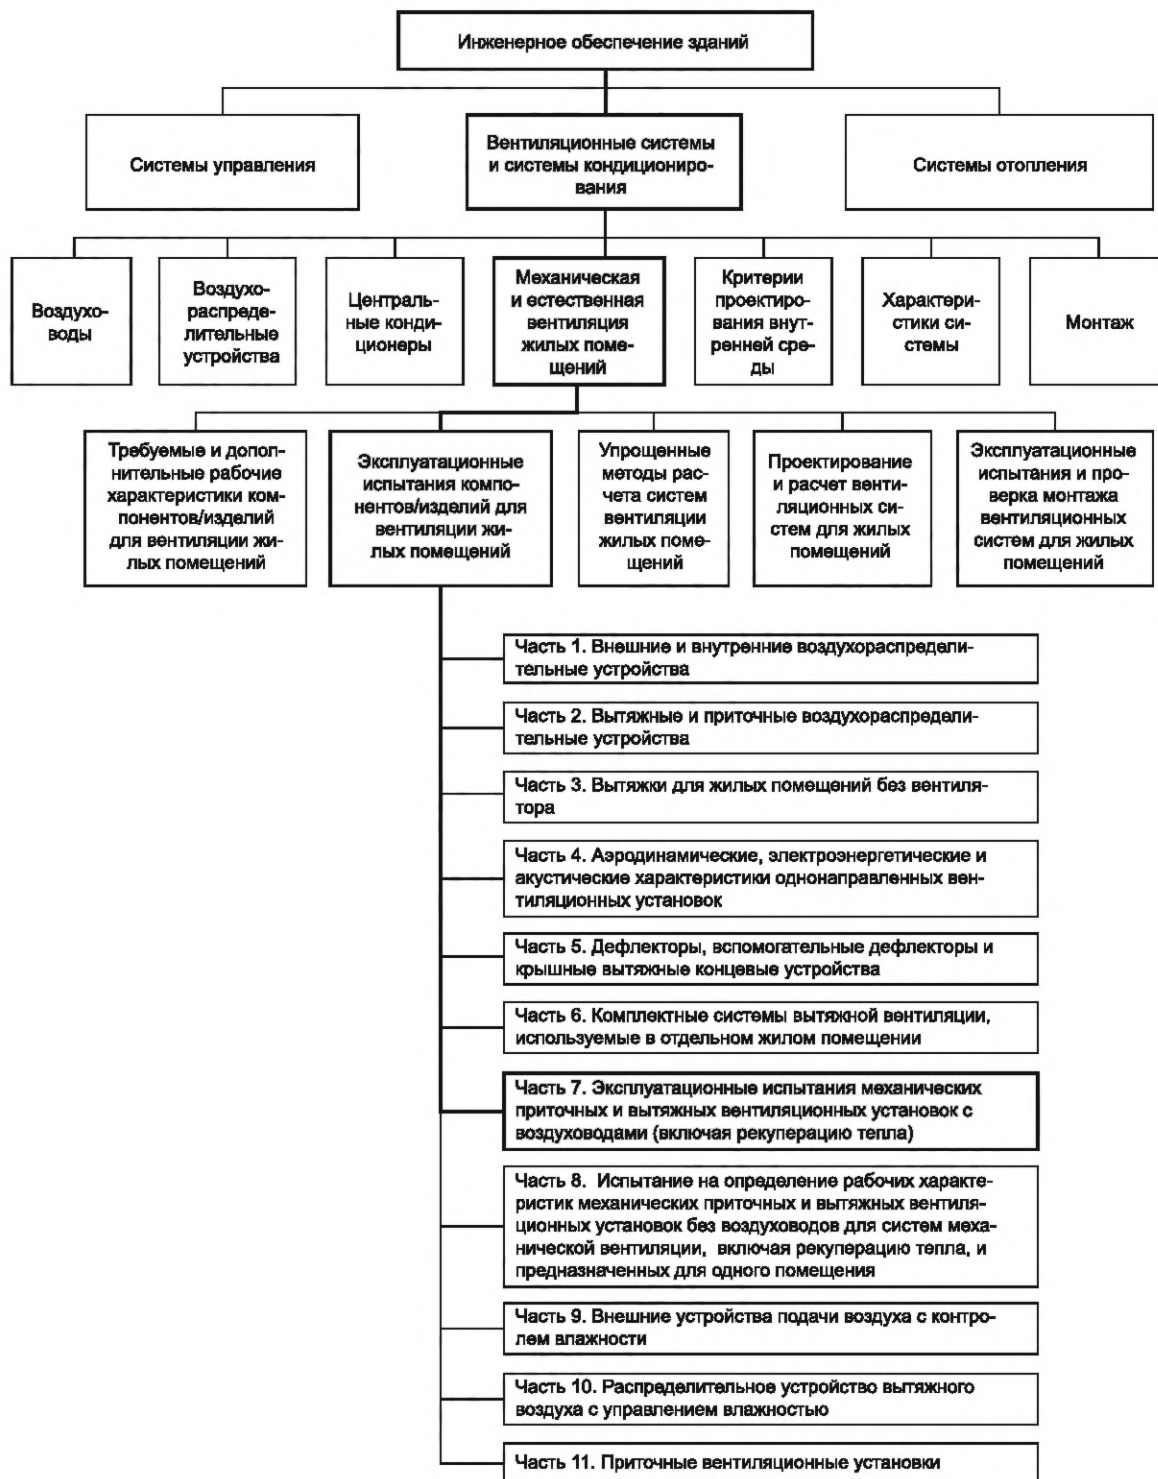 Инженерное обеспечение зданий
Системы управления
Вентиляционные системы
и системы кондициониро-
вания
Системы отопления
Воздухо-
воды
Воздухо-
распреде-
лительные
устройства
Централь-
ные конди-
ционеры
Механическая
и естественная
вентиляция
жилых поме-
щений
Критерии
проектиро-
вания внут-
ренней сре-
ды
Характери-
стики си-
стемы
Монтаж
Требуемые и допол-
нительные рабочие
характеристики ком-
понентов/изделий
для вентиляции жи-
лых помещений
Эксплуатационные
испытания компо-
нентов/изделий для
вентиляции жи-
лых помещений
Упрощенные
методы рас-
чета систем
вентиляции
жилых поме-
щений
Проектирование
и расчет венти-
ляционных си-
стем для жилых
помещений
Эксплуатационные
испытания и про-
верка монтажа
вентиляционных
систем для жилых
помещений
Часть 1. Внешние и внутренние воздухораспредели-
тельные устройства
Часть 2. Вытяжные и приточные воздухораспредели-
тельные устройства
Часть 3. Вытяжки для жилых помещений без вентиля-
тора
Часть 4. Аэродинамические, электроэнергетические и
акустические характеристики однонаправленных вен-
тиляционных установок
Часть 5. Дефлекторы, вспомогательные дефлекторы и
крышные вытяжные концевые устройства
Часть 6. Комплектные системы вытяжной вентиляции,
используемые в отдельном жилом помещении
Часть 7. Эксплуатационные испытания механических
приточных и вытяжных вентиляционных установок с
воздуховодами (включая рекуперацию тепла)
Часть 8. Испытание на определение рабочих характе-
ристик механических приточных и вытяжных вентиля-
ционных установок без воздуховодов для систем меха-
нической вентиляции, включая рекуперацию тепла, и
предназначенных для одного помещения
Часть 9. Внешние устройства подачи воздуха с контро-
лем влажности
Часть 10. Распределительное устройство вытяжного
воздуха с управлением влажностью
Часть 11. Приточные вентиляционные установки